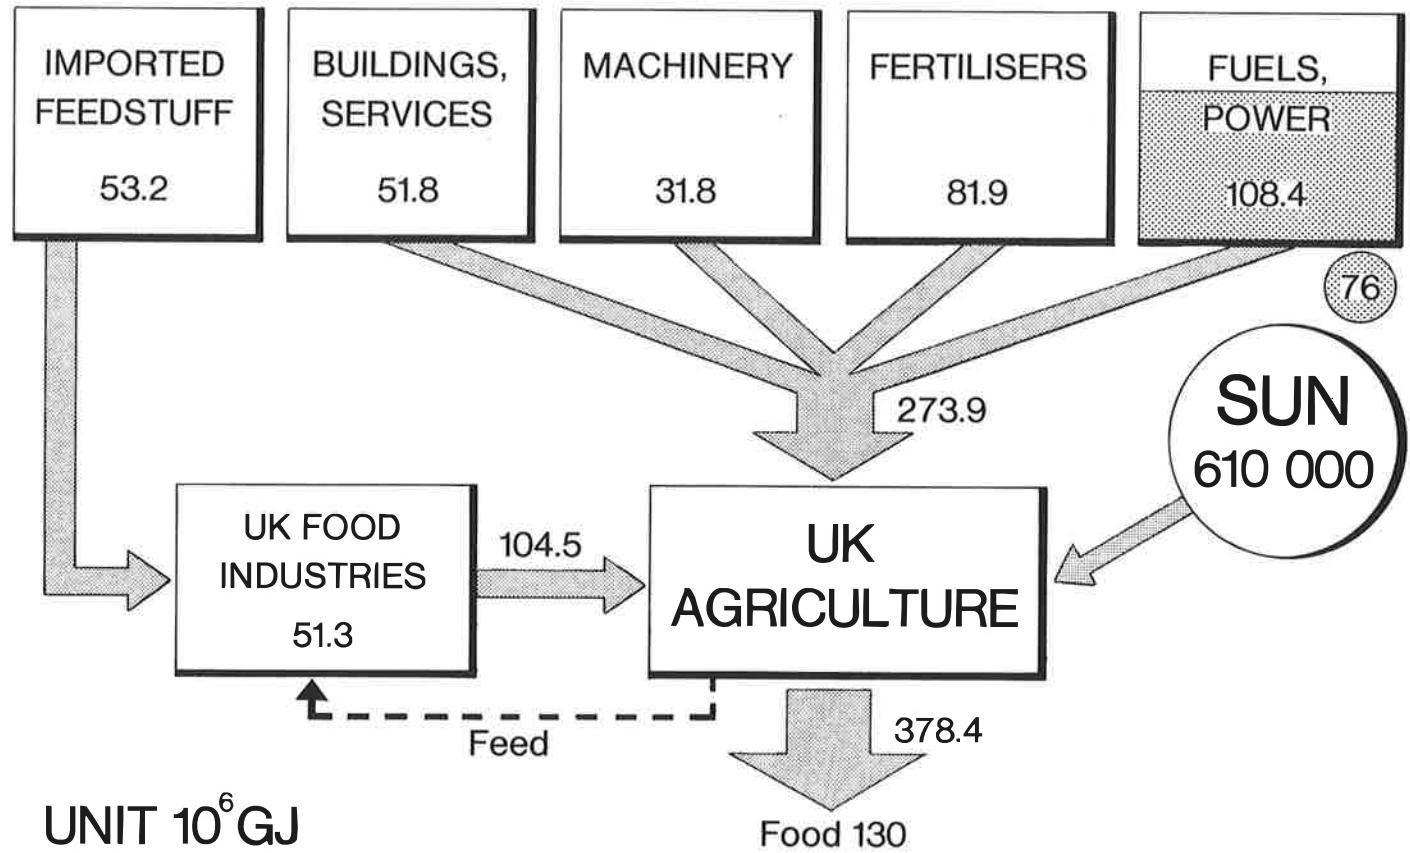 IMPORTED
FEEDSTUFF
53.2
BUILDINGS,
SERVICES
51.8
MACHINERY
31.8
FERTILISERS
81.9
FUELS,
POWER
108.4
76
273.9
SUN
610 000
UK FOOD
INDUSTRIES
51.3
104.5
UK
AGRICULTURE
Feed
378.4
Food 130
UNIT 10⁶GJ